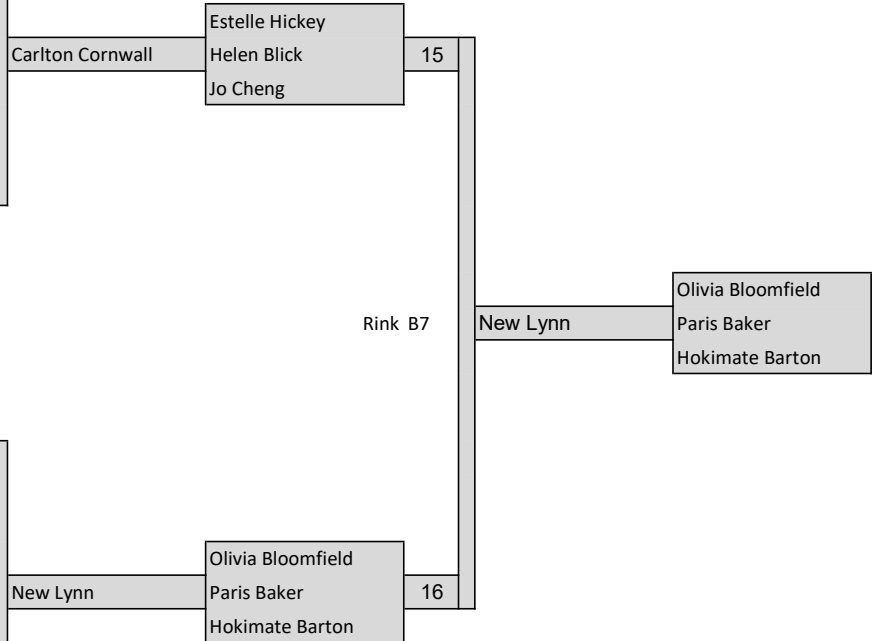 Estelle Hickey
Carlton Cornwall Helen Blick 15
Jo Cheng
Olivia Bloomfield
Rink B7 New Lynn Paris Baker
Hokimate Barton
Olivia Bloomfield
New Lynn Paris Baker 16
Hokimate Barton